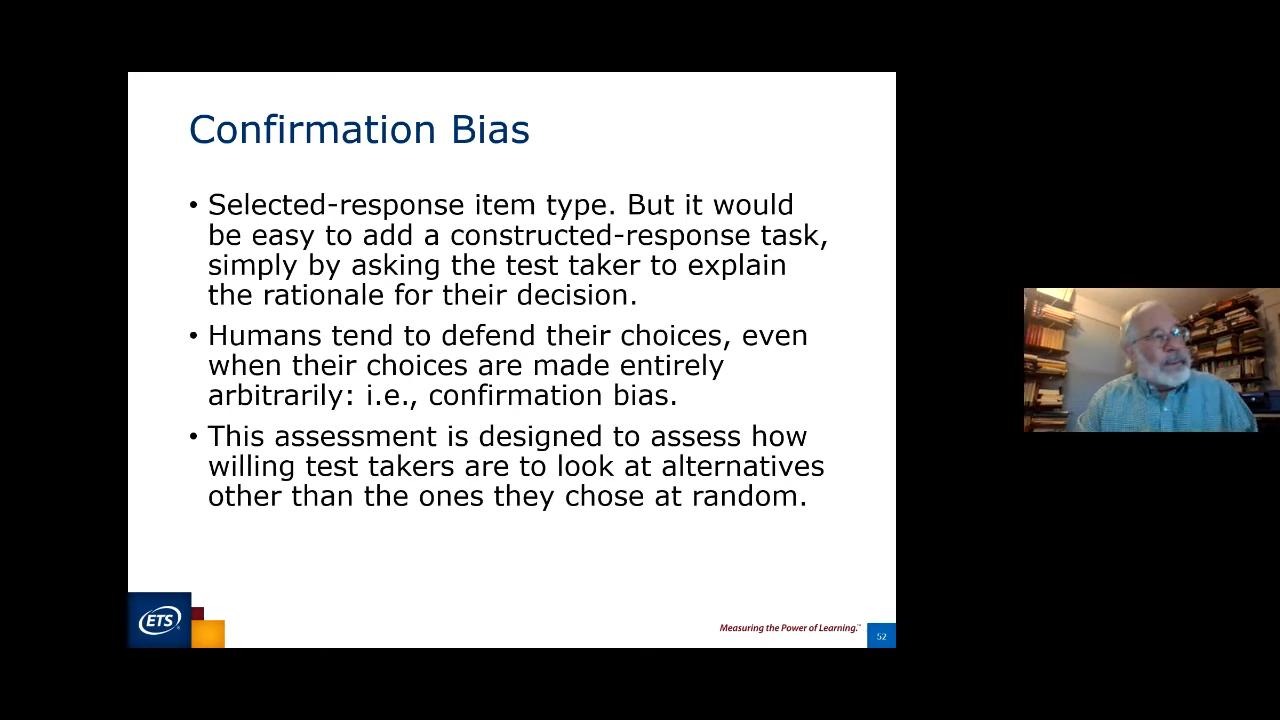 Confirmation Bias
• Selected-response item type. But it would
be easy to add a constructed-response task,
simply by asking the test taker to explain
the rationale for their decision.
• Humans tend to defend their choices, even
when their choices are made entirely
arbitrarily: i.e., confirmation bias.
• This assessment is designed to assess how
willing test takers are to look at alternatives
other than the ones they chose at random.
ETS
Measuring the Power of Learning.™
52